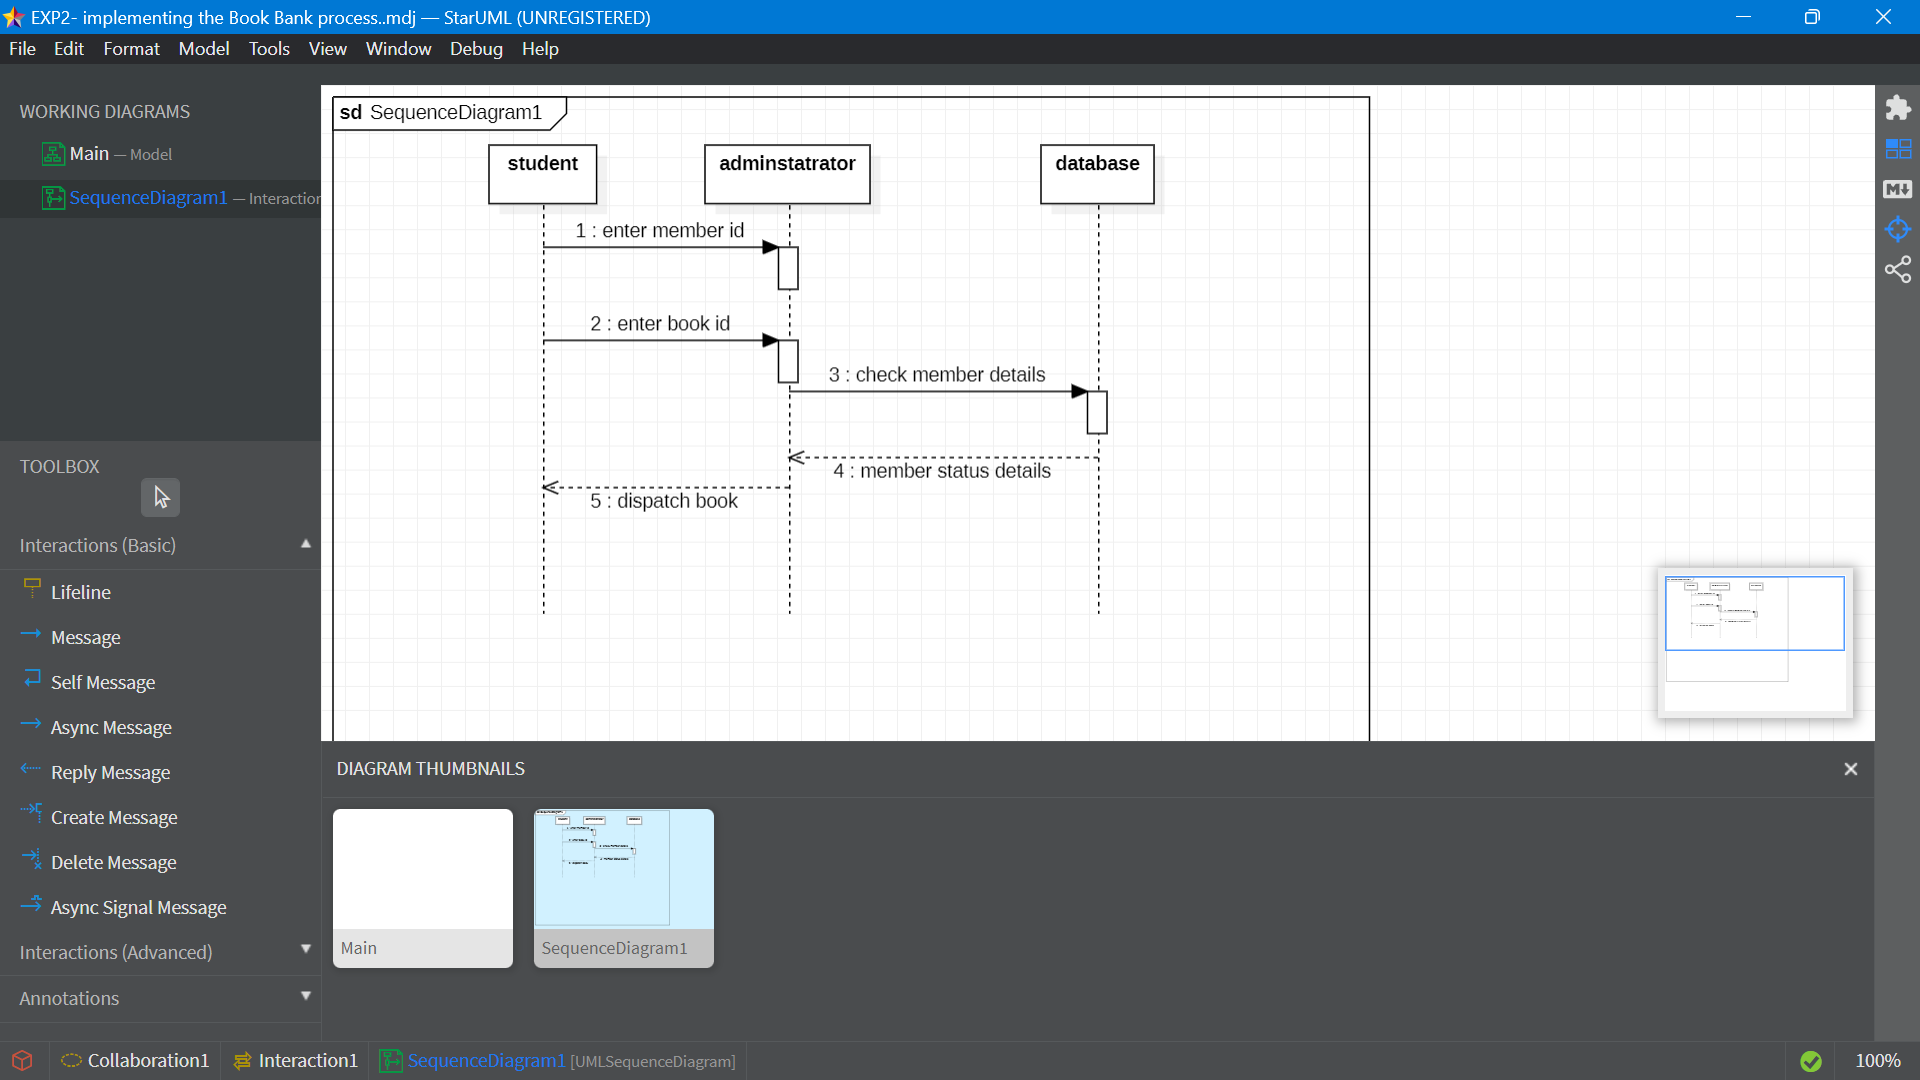 EXP2- implementing the Book Bank process..mdj — StarUML (UNREGISTERED)
File Edit Format Model Tools View Window Debug Help
WORKING DIAGRAMS
Main — Model
SequenceDiagram1 — Interaction
TOOLBOX
Interactions (Basic)
Lifeline
Message
Self Message
Async Message
Reply Message
Create Message
Delete Message
Async Signal Message
Interactions (Advanced)
Annotations
sd SequenceDiagram1
student adminstatrator database
1 : enter member id
2 : enter book id
3 : check member details
4 : member status details
5 : dispatch book
M
DIAGRAM THUMBNAILS
Main
SequenceDiagram1
Collaboration1 Interaction1 SequenceDiagram1 [UMLSequenceDiagram] 100%